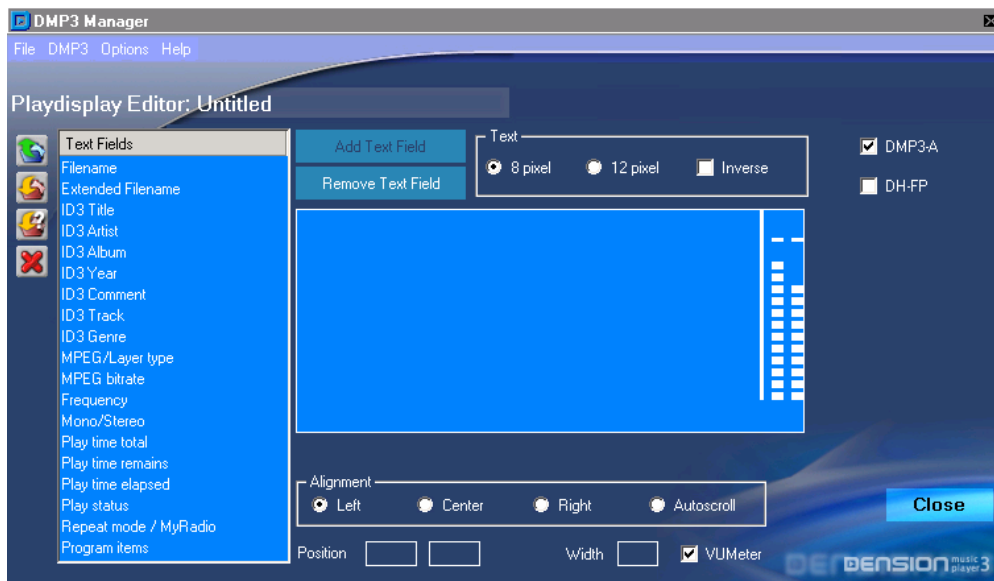 DMP3 Manager
File DMP3 Options Help
Playdisplay Editor: Untitled
Text Fields
Filename
Extended Filename
ID3 Title
ID3 Artist
ID3 Album
ID3 Year
ID3 Comment
ID3 Track
ID3 Genre
MPEG/Layer type
MPEG bitrate
Frequency
Mono/Stereo
Play time total
Play time remains
Play time elapsed
Play status
Repeat mode / MyRadio
Program items
Add Text Field
Remove Text Field
Text
8 pixel 12 pixel Inverse
DMP3-A
DH-FP
Alignment
Left Center Right Autoscroll
Position Width VUMeter
Close
DENSION music player 3